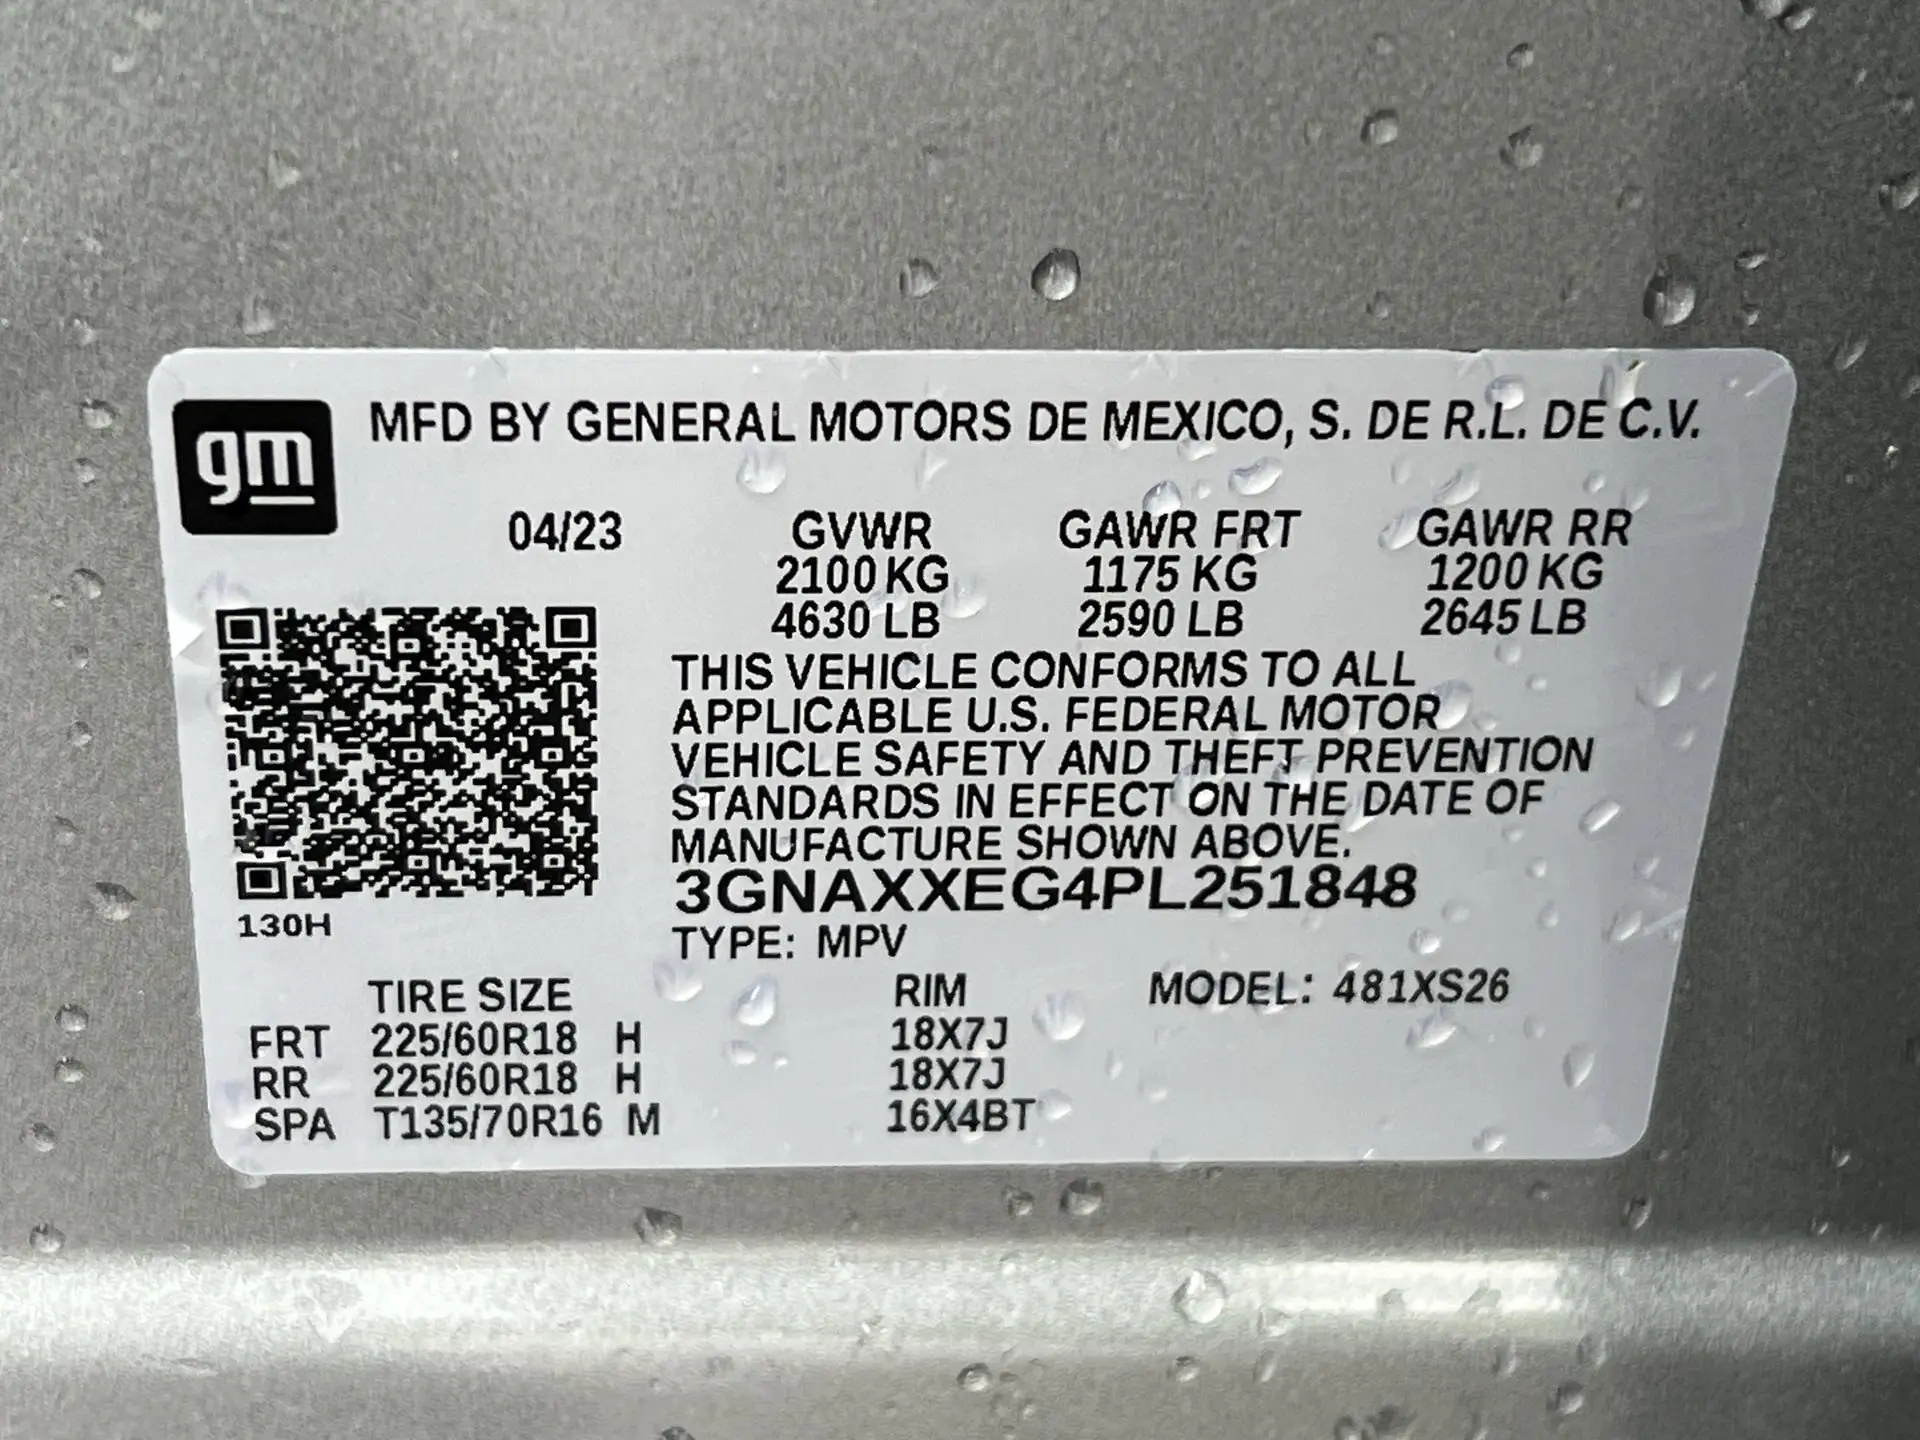 gm
MFD BY GENERAL MOTORS DE MEXICO, S. DE R.L. DE C.V.
04/23 GVWR GAWR FRT GAWR RR
2100 KG 1175 KG 1200 KG
4630 LB 2590 LB 2645 LB
THIS VEHICLE CONFORMS TO ALL
APPLICABLE U.S. FEDERAL MOTOR
VEHICLE SAFETY AND THEFT PREVENTION
STANDARDS IN EFFECT ON THE DATE OF
MANUFACTURE SHOWN ABOVE.
3GNAXXEG4PL251848
130H
TYPE: MPV
TIRE SIZE RIM MODEL: 481XS26
FRT 225/60R18 H 18X7J
RR 225/60R18 H 18X7J
SPA T135/70R16 M 16X4BT